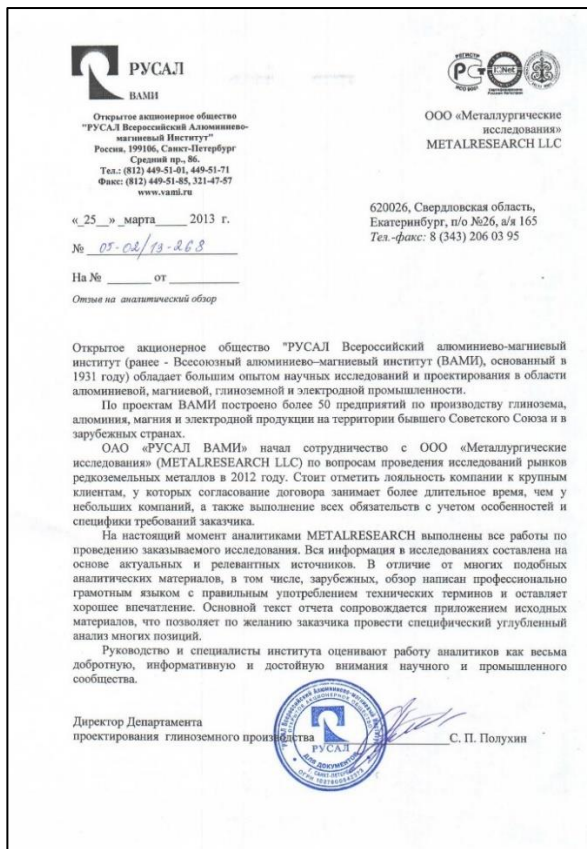 РУСАЛ
ВАМИ
Открытое акционерное общество
"РУСАЛ Всероссийский Алюминиево-
магниевый Институт"
Россия, 199106, Санкт-Петербург
Средний пр., 86.
Тел.: (812) 449-51-01, 449-51-71
Факс: (812) 449-51-85, 321-47-57
www.vami.ru
РЕГИСТР
ИСО 9001
ООО «Металлургические
исследования»
METALRESEARCH LLC
620026, Свердловская область,
Екатеринбург, п/о №26, а/я 165
Тел.-факс: 8 (343) 206 03 95
«_25__» _марта_____ 2013 г.
№ 05-02/13-268
На № _______ от ___________
Отзыв на аналитический обзор
Открытое акционерное общество "РУСАЛ Всероссийский алюминиево-магниевый
институт (ранее - Всесоюзный алюминиево–магниевый институт (ВАМИ), основанный в
1931 году) обладает большим опытом научных исследований и проектирования в области
алюминиевой, магниевой, глиноземной и электродной промышленности.
По проектам ВАМИ построено более 50 предприятий по производству глинозема,
алюминия, магния и электродной продукции на территории бывшего Советского Союза и в
зарубежных странах.
ОАО «РУСАЛ ВАМИ» начал сотрудничество с ООО «Металлургические
исследования» (METALRESEARCH LLC) по вопросам проведения исследований рынков
редкоземельных металлов в 2012 году. Стоит отметить лояльность компании к крупным
клиентам, у которых согласование договора занимает более длительное время, чем у
небольших компаний, а также выполнение всех обязательств с учетом особенностей и
специфики требований заказчика.
На настоящий момент аналитиками METALRESEARCH выполнены все работы по
проведению заказываемого исследования. Вся информация в исследованиях составлена на
основе актуальных и релевантных источников. В отличие от многих подобных
аналитических материалов, в том числе, зарубежных, обзор написан профессионально
грамотным языком с правильным употреблением технических терминов и оставляет
хорошее впечатление. Основной текст отчета сопровождается приложением исходных
материалов, что позволяет по желанию заказчика провести специфический углубленный
анализ многих позиций.
Руководство и специалисты института оценивают работу аналитиков как весьма
добротную, информативную и достойную внимания научного и промышленного
сообщества.
Директор Департамента
проектирования глиноземного производства
С. П. Полухин
РУСАЛ
ДЛЯ ДОКУМЕНТОВ